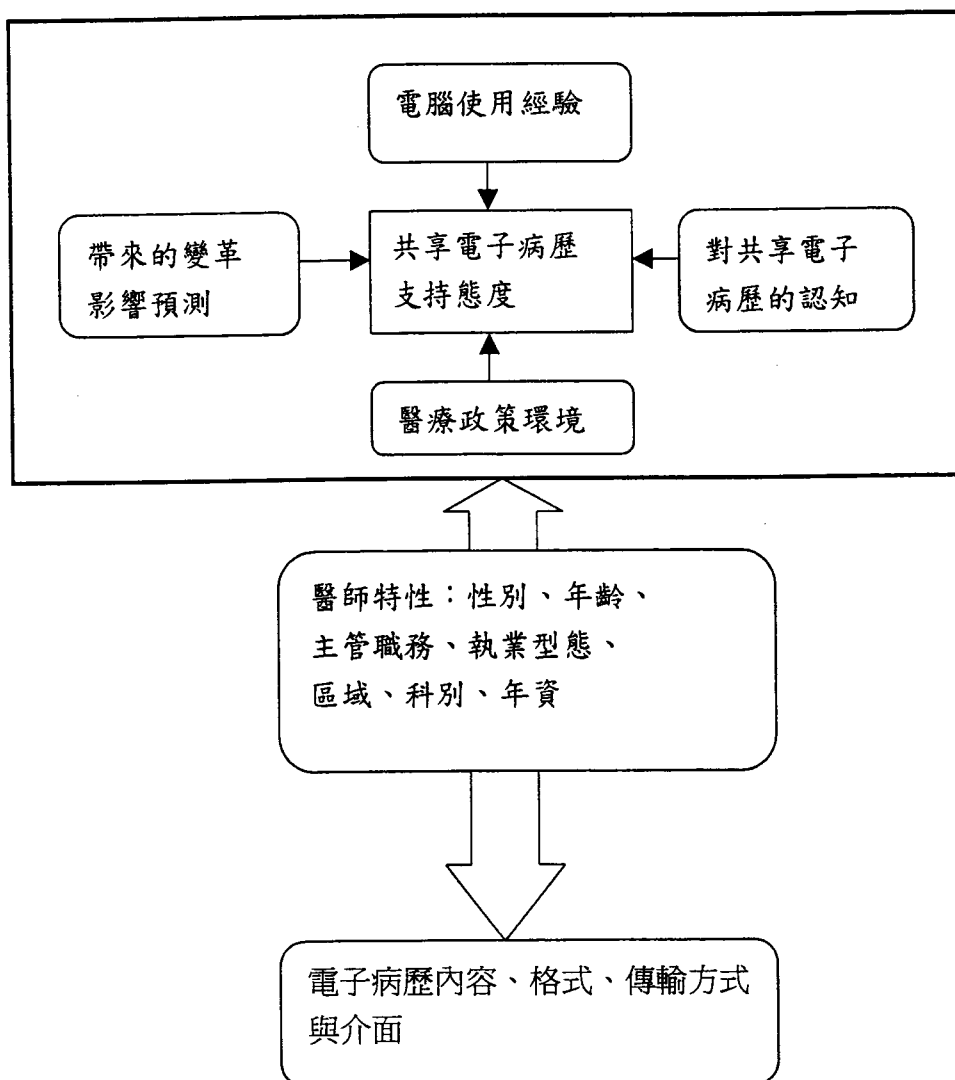 電腦使用經驗
帶來的變革
影響預測
共享電子病歷
支持態度
對共享電子
病歷的認知
醫療政策環境
醫師特性：性別、年齡、
主管職務、執業型態、
區域、科別、年資
電子病歷內容、格式、傳輸方式
與介面